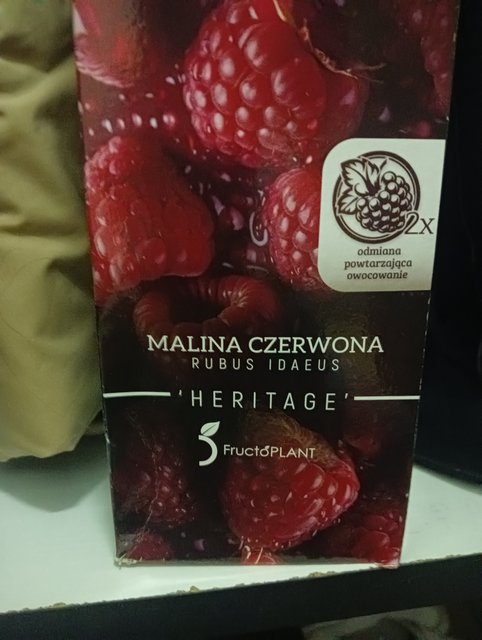 2x
odmiana
powtarzająca
owocowanie
MALINA CZERWONA
RUBUS IDAEUS
'HERITAGE'
FructoPLANT